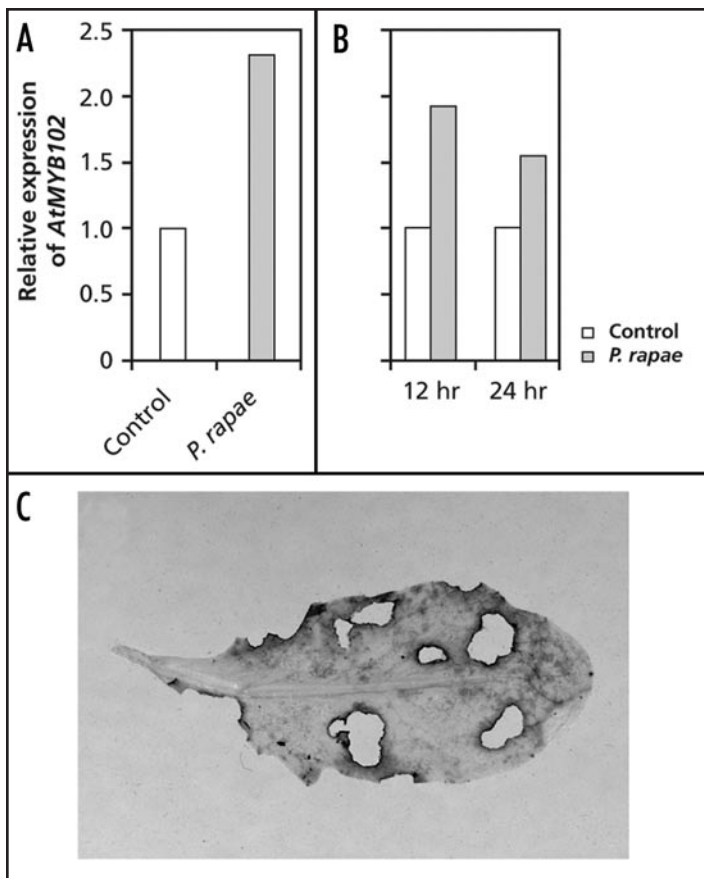 A
Relative expression
of AtMYB102
2.5
2.0
1.5
1.0
0.5
0
Control
P. rapae
B
12 hr
24 hr
Control
P. rapae
C